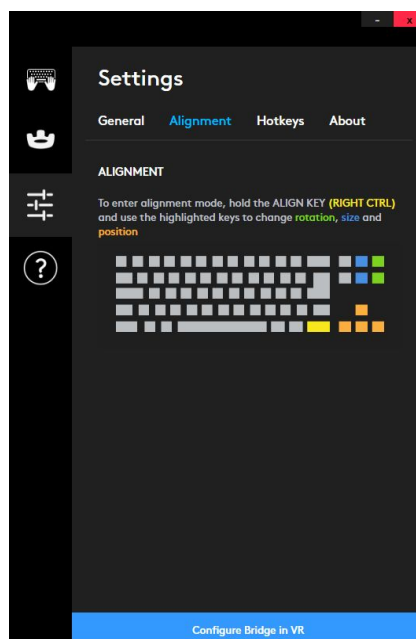 - x
Settings
General Alignment Hotkeys About
ALIGNMENT
To enter alignment mode, hold the ALIGN KEY (RIGHT CTRL)
and use the highlighted keys to change rotation, size and
position
?
Configure Bridge in VR